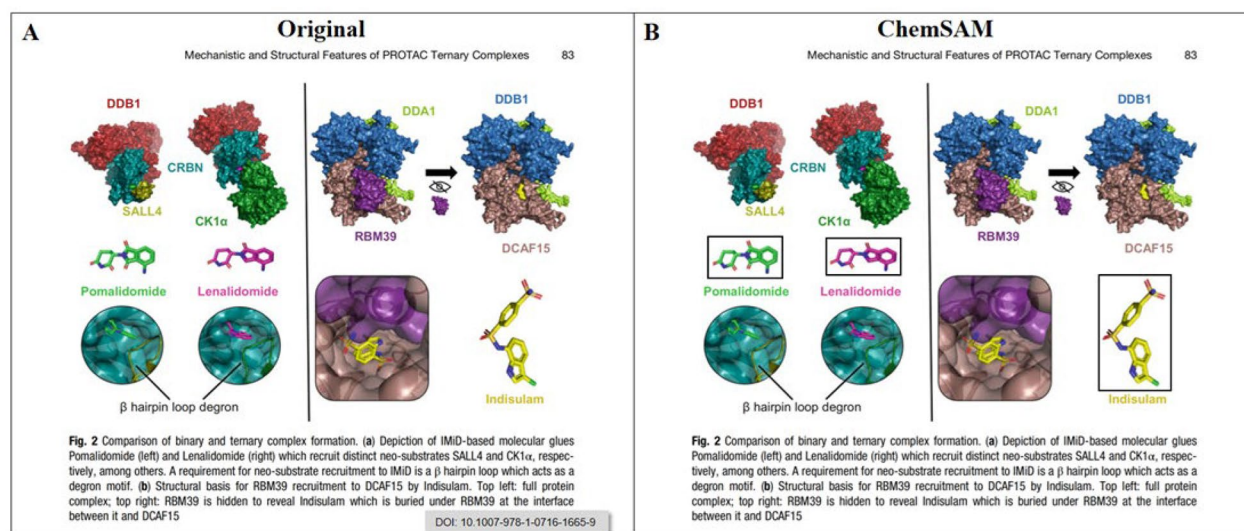 A
Original
Mechanistic and Structural Features of PROTAC Ternary Complexes 83
DDB1
DDA1
DDB1
CRBN
SALL4
CK1α
RBM39
DCAF15
Pomalidomide
Lenalidomide
β hairpin loop degron
Indisulam
Fig. 2 Comparison of binary and ternary complex formation. (a) Depiction of IMiD-based molecular glues
Pomalidomide (left) and Lenalidomide (right) which recruit distinct neo-substrates SALL4 and CK1α, respec-
tively, among others. A requirement for neo-substrate recruitment to IMiD is a β hairpin loop which acts as a
degron motif. (b) Structural basis for RBM39 recruitment to DCAF15 by Indisulam. Top left: full protein
complex; top right: RBM39 is hidden to reveal Indisulam which is buried under RBM39 at the interface
between it and DCAF15
DOI: 10.1007-978-1-0716-1665-9
B
ChemSAM
Mechanistic and Structural Features of PROTAC Ternary Complexes 83
DDB1
DDA1
DDB1
CRBN
SALL4
CK1α
RBM39
DCAF15
Pomalidomide
Lenalidomide
β hairpin loop degron
Indisulam
Fig. 2 Comparison of binary and ternary complex formation. (a) Depiction of IMiD-based molecular glues
Pomalidomide (left) and Lenalidomide (right) which recruit distinct neo-substrates SALL4 and CK1α, respec-
tively, among others. A requirement for neo-substrate recruitment to IMiD is a β hairpin loop which acts as a
degron motif. (b) Structural basis for RBM39 recruitment to DCAF15 by Indisulam. Top left: full protein
complex; top right: RBM39 is hidden to reveal Indisulam which is buried under RBM39 at the interface
between it and DCAF15